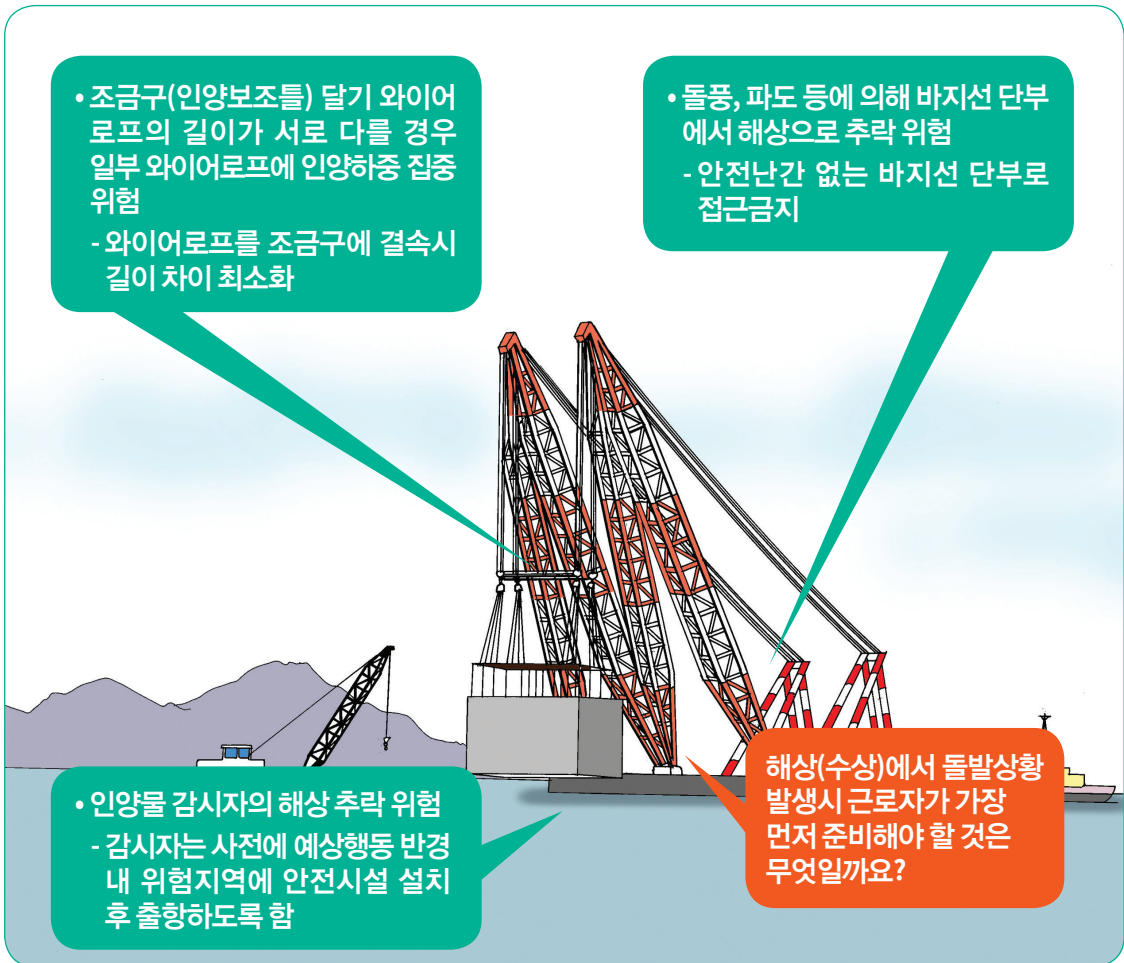 • 조금구(인양보조틀) 달기 와이어
로프의 길이가 서로 다를 경우
일부 와이어로프에 인양하중 집중
위험
- 와이어로프를 조금구에 결속시
길이 차이 최소화
• 돌풍, 파도 등에 의해 바지선 단부
에서 해상으로 추락 위험
- 안전난간 없는 바지선 단부로
접근금지
• 인양물 감시자의 해상 추락 위험
- 감시자는 사전에 예상행동 반경
내 위험지역에 안전시설 설치
후 출항하도록 함
해상(수상)에서 돌발상황
발생시 근로자가 가장
먼저 준비해야 할 것은
무엇일까요?